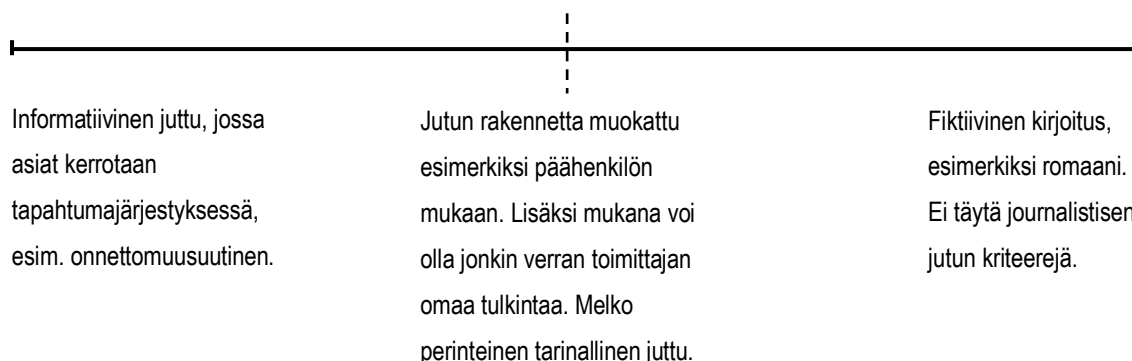 Informatiivinen juttu, jossa
asiat kerrotaan
tapahtumajärjestyksessä,
esim. onnettomuusuutinen.
Jutun rakennetta muokattu
esimerkiksi päähenkilön
mukaan. Lisäksi mukana voi
olla jonkin verran toimittajan
omaa tulkintaa. Melko
perinteinen tarinallinen juttu.
Fiktiivinen kirjoitus,
esimerkiksi romaani.
Ei täytä journalistisen
jutun kriteerejä.